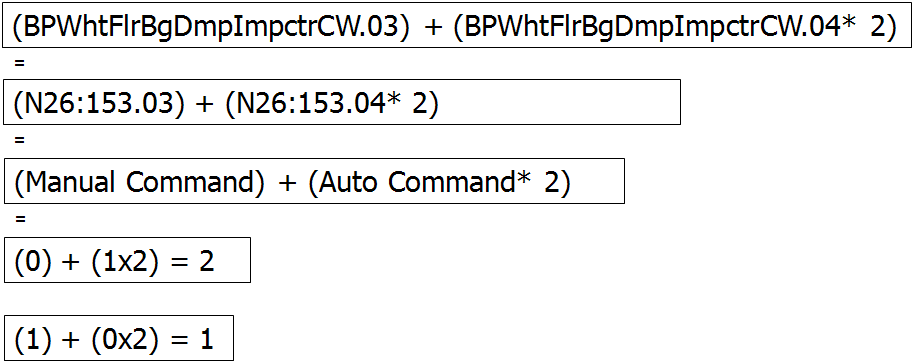 (BPWhtFlrBgDmpImpctrCW.03) + (BPWhtFlrBgDmpImpctrCW.04* 2)
=
(N26:153.03) + (N26:153.04* 2)
=
(Manual Command) + (Auto Command* 2)
=
(0) + (1x2) = 2
(1) + (0x2) = 1